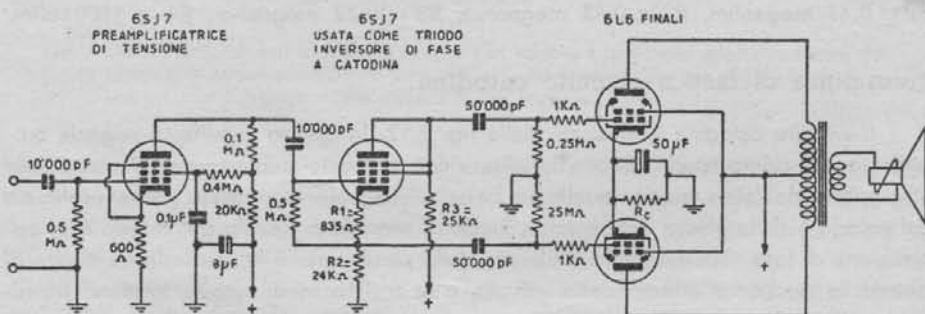 6SJ7
PREAMPLIFICATRICE
DI TENSIONE
6SJ7
USATA COME TRIODO
INVERSORE DI FASE
A CATODINA
6L6 FINALI
10'000 pF
0.5
MΩ
600
Ω
0.1µF
8µF
0.1
MΩ
0.4MΩ
20KΩ
10'000 pF
0.5
MΩ
R1=
835Ω
R2=
24KΩ
R3=
25KΩ
50'000 pF
50'000 pF
1KΩ
0,25MΩ
25MΩ
1KΩ
50µF
Rc
+
+
+